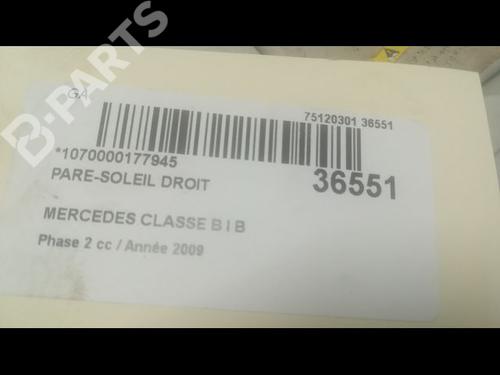 GA
75120301 36551
*1070000177945
PARE-SOLEIL DROIT
36551
MERCEDES CLASSE B I B
Phase 2 cc / Année 2009
B-PARTS
A